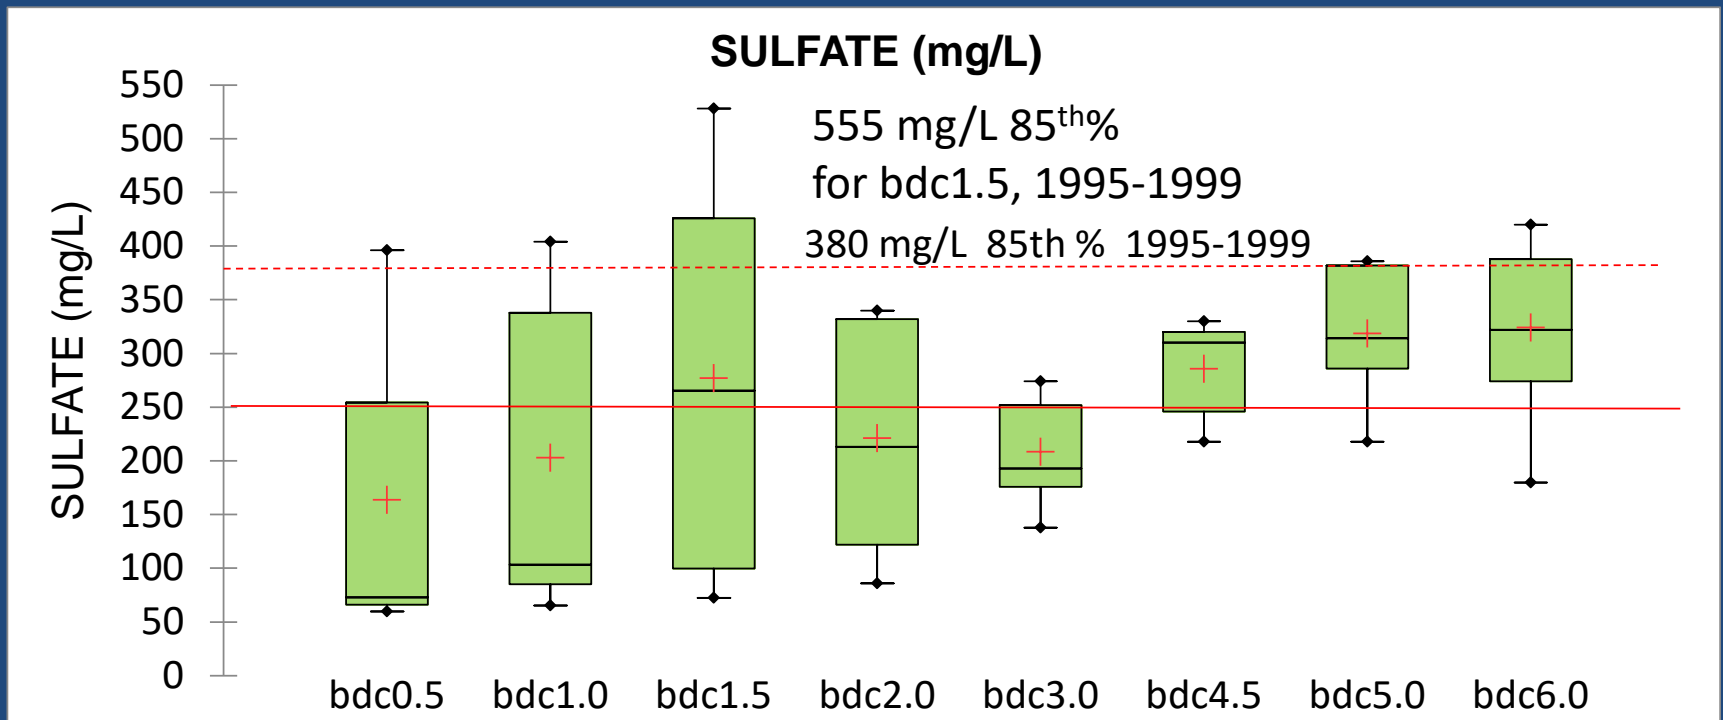 SULFATE (mg/L)
555 mg/L 85th%
for bdc1.5, 1995-1999
380 mg/L 85th % 1995-1999
SULFATE (mg/L)
550
500
450
400
350
300
250
200
150
100
50
0
bdc0.5 bdc1.0 bdc1.5 bdc2.0 bdc3.0 bdc4.5 bdc5.0 bdc6.0